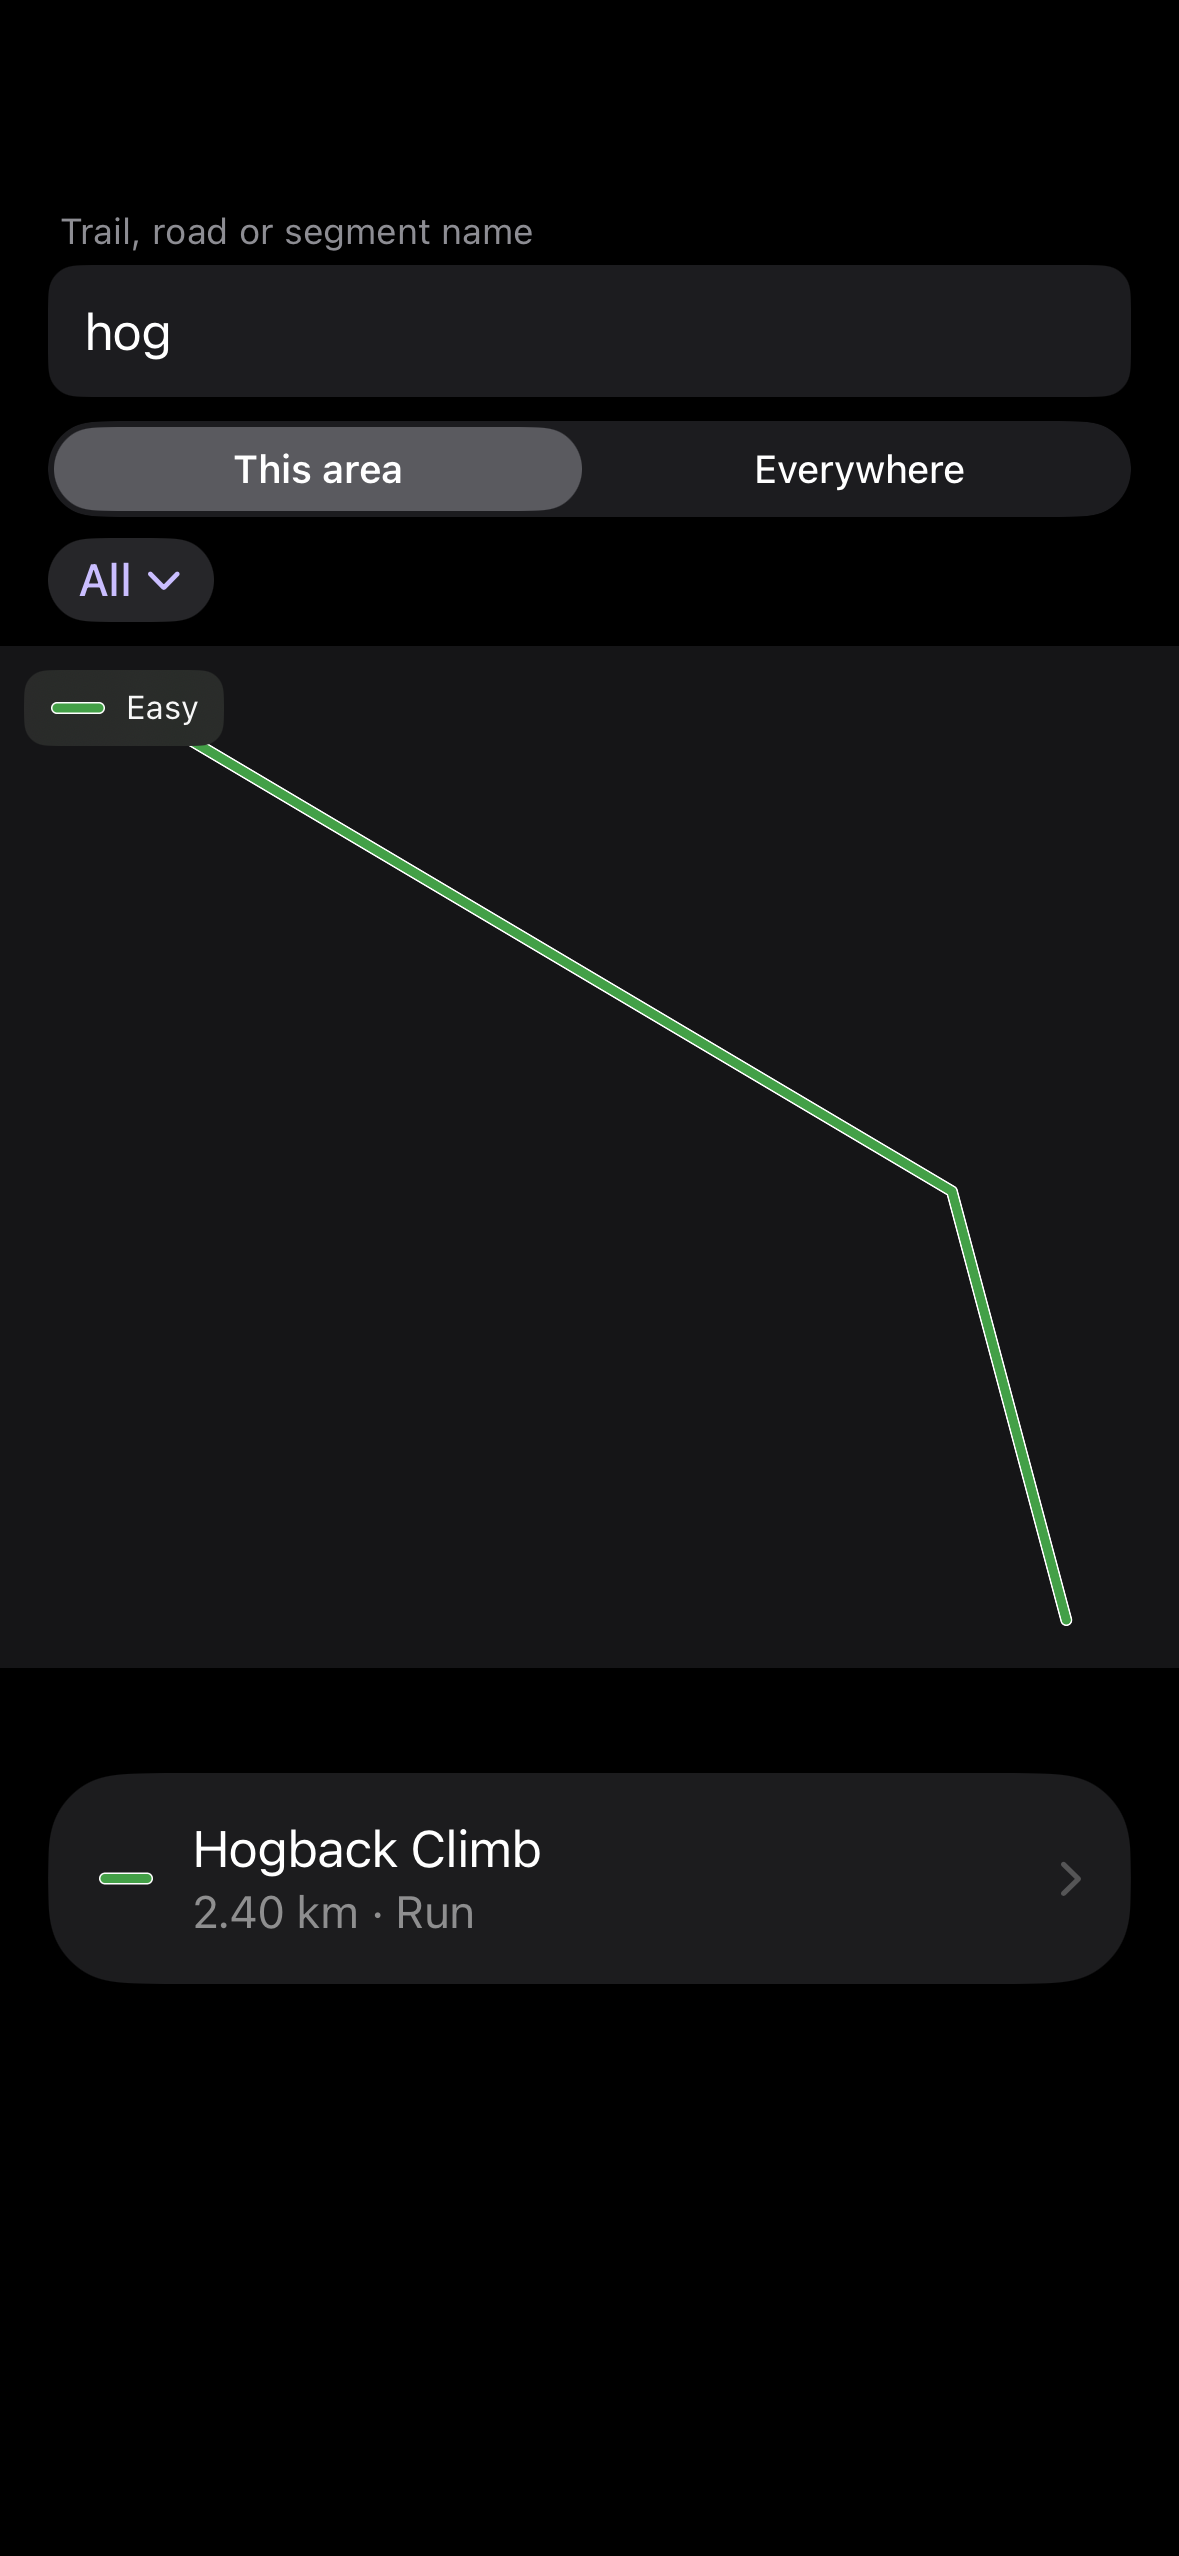 Trail, road or segment name
hog
This area
Everywhere
All
Easy
Hogback Climb
2.40 km · Run